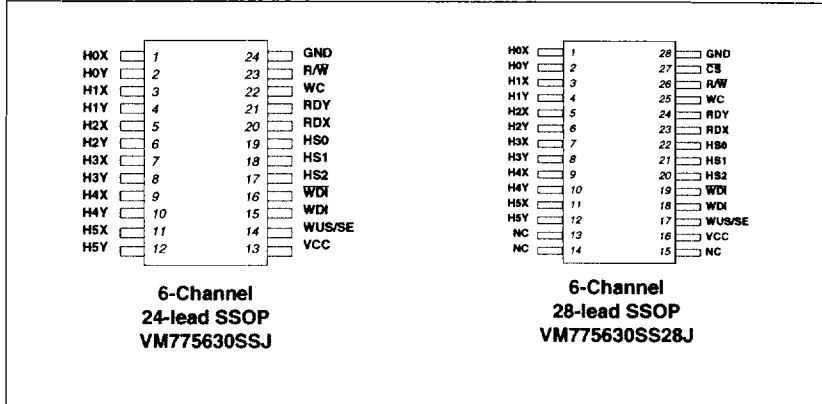 H0X 1 24 GND
H0Y 2 23 R/W̅
H1X 3 22 WC
H1Y 4 21 RDY
H2X 5 20 RDX
H2Y 6 19 HS0
H3X 7 18 HS1
H3Y 8 17 HS2
H4X 9 16 W̅D̅I̅
H4Y 10 15 WDI
H5X 11 14 WUS/SE
H5Y 12 13 VCC
6-Channel
24-lead SSOP
VM775630SSJ
H0X 1 28 GND
H0Y 2 27 C̅S̅
H1X 3 26 R/W̅
H1Y 4 25 WC
H2X 5 24 RDY
H2Y 6 23 RDX
H3X 7 22 HS0
H3Y 8 21 HS1
H4X 9 20 HS2
H4Y 10 19 W̅D̅I̅
H5X 11 18 WDI
H5Y 12 17 WUS/SE
NC 13 16 VCC
NC 14 15 NC
6-Channel
28-lead SSOP
VM775630SS28J